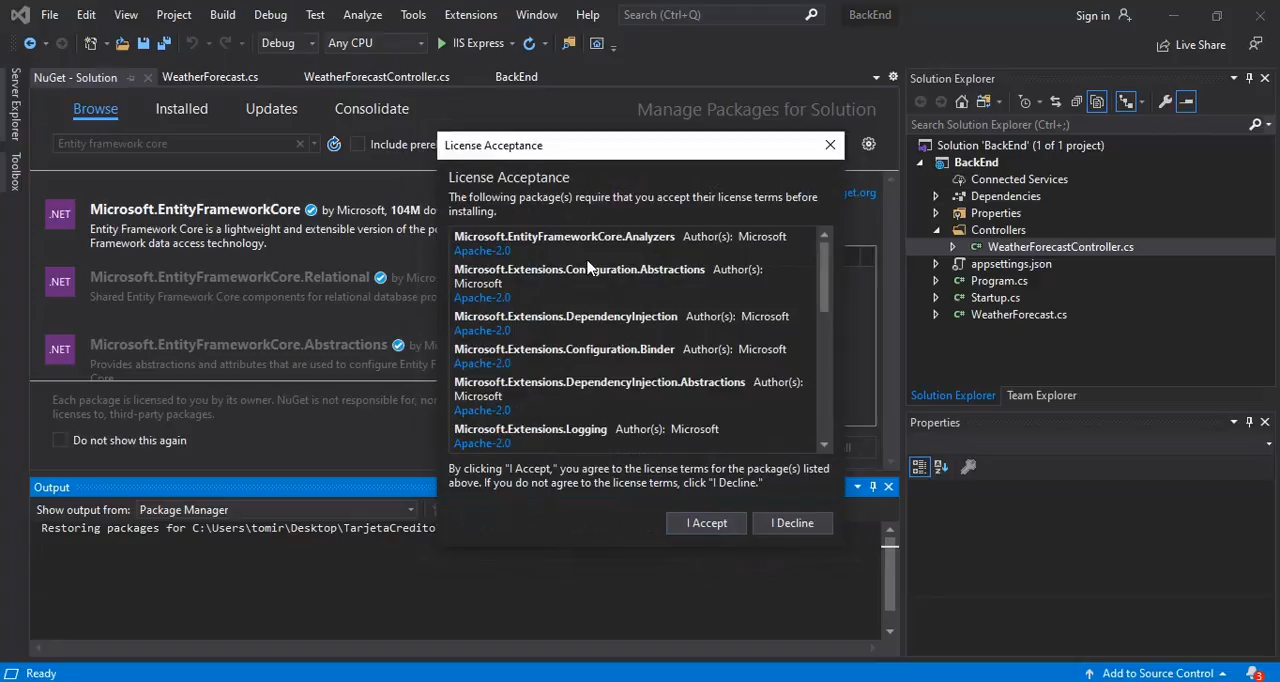 File Edit View Project Build Debug Test Analyze Tools Extensions Window Help Search (Ctrl+Q) BackEnd Sign in
Debug Any CPU IIS Express Live Share
Server Explorer
Toolbox
NuGet - Solution WeatherForecast.cs WeatherForecastController.cs BackEnd
Browse Installed Updates Consolidate Manage Packages for Solution
Entity framework core Include prere
.NET Microsoft.EntityFrameworkCore by Microsoft, 104M do
Entity Framework Core is a lightweight and extensible version of the p
Entity Framework data access technology.
.NET Microsoft.EntityFrameworkCore.Relational by Micros
Shared Entity Framework Core components for relational database pro
.NET Microsoft.EntityFrameworkCore.Abstractions by M
Provides abstractions and attributes that are used to configure Entity F
Core
Each package is licensed to you by its owner. NuGet is not responsible for, nor
licenses to, third-party packages.
Do not show this again
get.org
all
License Acceptance
License Acceptance
The following package(s) require that you accept their license terms before
installing.
Microsoft.EntityFrameworkCore.Analyzers Author(s): Microsoft
Apache-2.0
Microsoft.Extensions.Configuration.Abstractions Author(s):
Microsoft
Apache-2.0
Microsoft.Extensions.DependencyInjection Author(s): Microsoft
Apache-2.0
Microsoft.Extensions.Configuration.Binder Author(s): Microsoft
Apache-2.0
Microsoft.Extensions.DependencyInjection.Abstractions Author(s):
Microsoft
Apache-2.0
Microsoft.Extensions.Logging Author(s): Microsoft
Apache-2.0
By clicking "I Accept," you agree to the license terms for the package(s) listed
above. If you do not agree to the license terms, click "I Decline."
I Accept I Decline
Output
Show output from: Package Manager
Restoring packages for C:\Users\tomir\Desktop\TarjetaCredito
Solution Explorer
Search Solution Explorer (Ctrl+;)
Solution 'BackEnd' (1 of 1 project)
BackEnd
Connected Services
Dependencies
Properties
Controllers
C# WeatherForecastController.cs
appsettings.json
C# Program.cs
C# Startup.cs
C# WeatherForecast.cs
Solution Explorer Team Explorer
Properties
Ready Add to Source Control 3